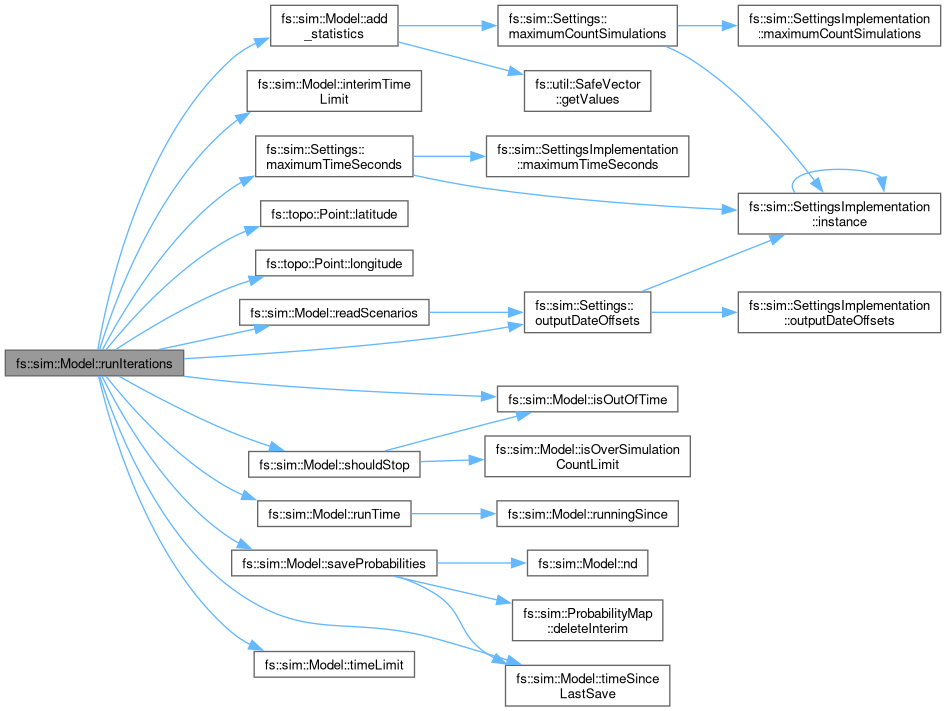 fs::sim::Model::runIterations
fs::sim::Model::add
_statistics
fs::sim::Model::interimTime
Limit
fs::sim::Settings::
maximumTimeSeconds
fs::topo::Point::latitude
fs::topo::Point::longitude
fs::sim::Model::readScenarios
fs::sim::Model::shouldStop
fs::sim::Model::runTime
fs::sim::Model::saveProbabilities
fs::sim::Model::timeLimit
fs::sim::Settings::
maximumCountSimulations
fs::util::SafeVector
::getValues
fs::sim::SettingsImplementation
::maximumTimeSeconds
fs::sim::Settings::
outputDateOffsets
fs::sim::Model::isOutOfTime
fs::sim::Model::isOverSimulation
CountLimit
fs::sim::Model::runningSince
fs::sim::Model::nd
fs::sim::ProbabilityMap
::deleteInterim
fs::sim::Model::timeSince
LastSave
fs::sim::SettingsImplementation
::maximumCountSimulations
fs::sim::SettingsImplementation
::instance
fs::sim::SettingsImplementation
::outputDateOffsets